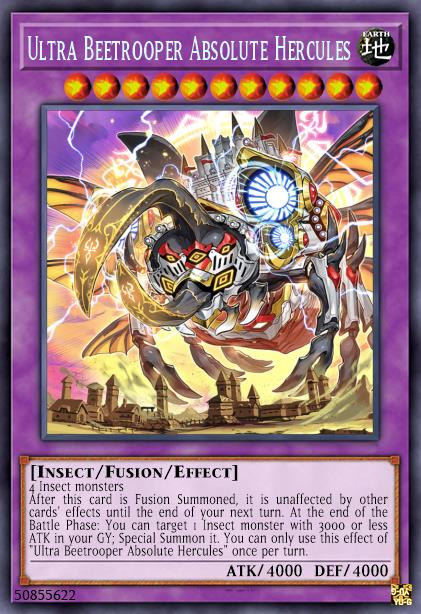 ULTRA BEETROOPER ABSOLUTE HERCULES
EARTH
地
[INSECT/FUSION/EFFECT]
4 Insect monsters
After this card is Fusion Summoned, it is unaffected by other
cards' effects until the end of your next turn. At the end of the
Battle Phase: You can target 1 Insect monster with 3000 or less
ATK in your GY; Special Summon it. You can only use this effect of
"Ultra Beetrooper Absolute Hercules" once per turn.
ATK/4000 DEF/4000
50855622